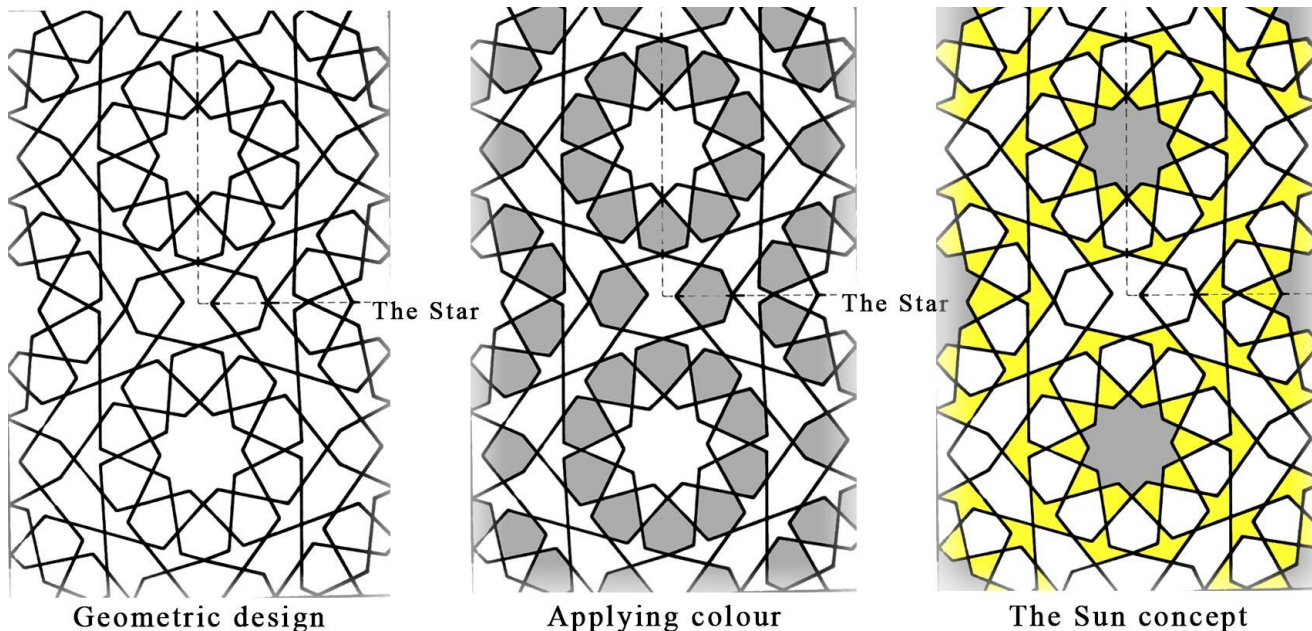 The Star
The Star
Geometric design
Applying colour
The Sun concept